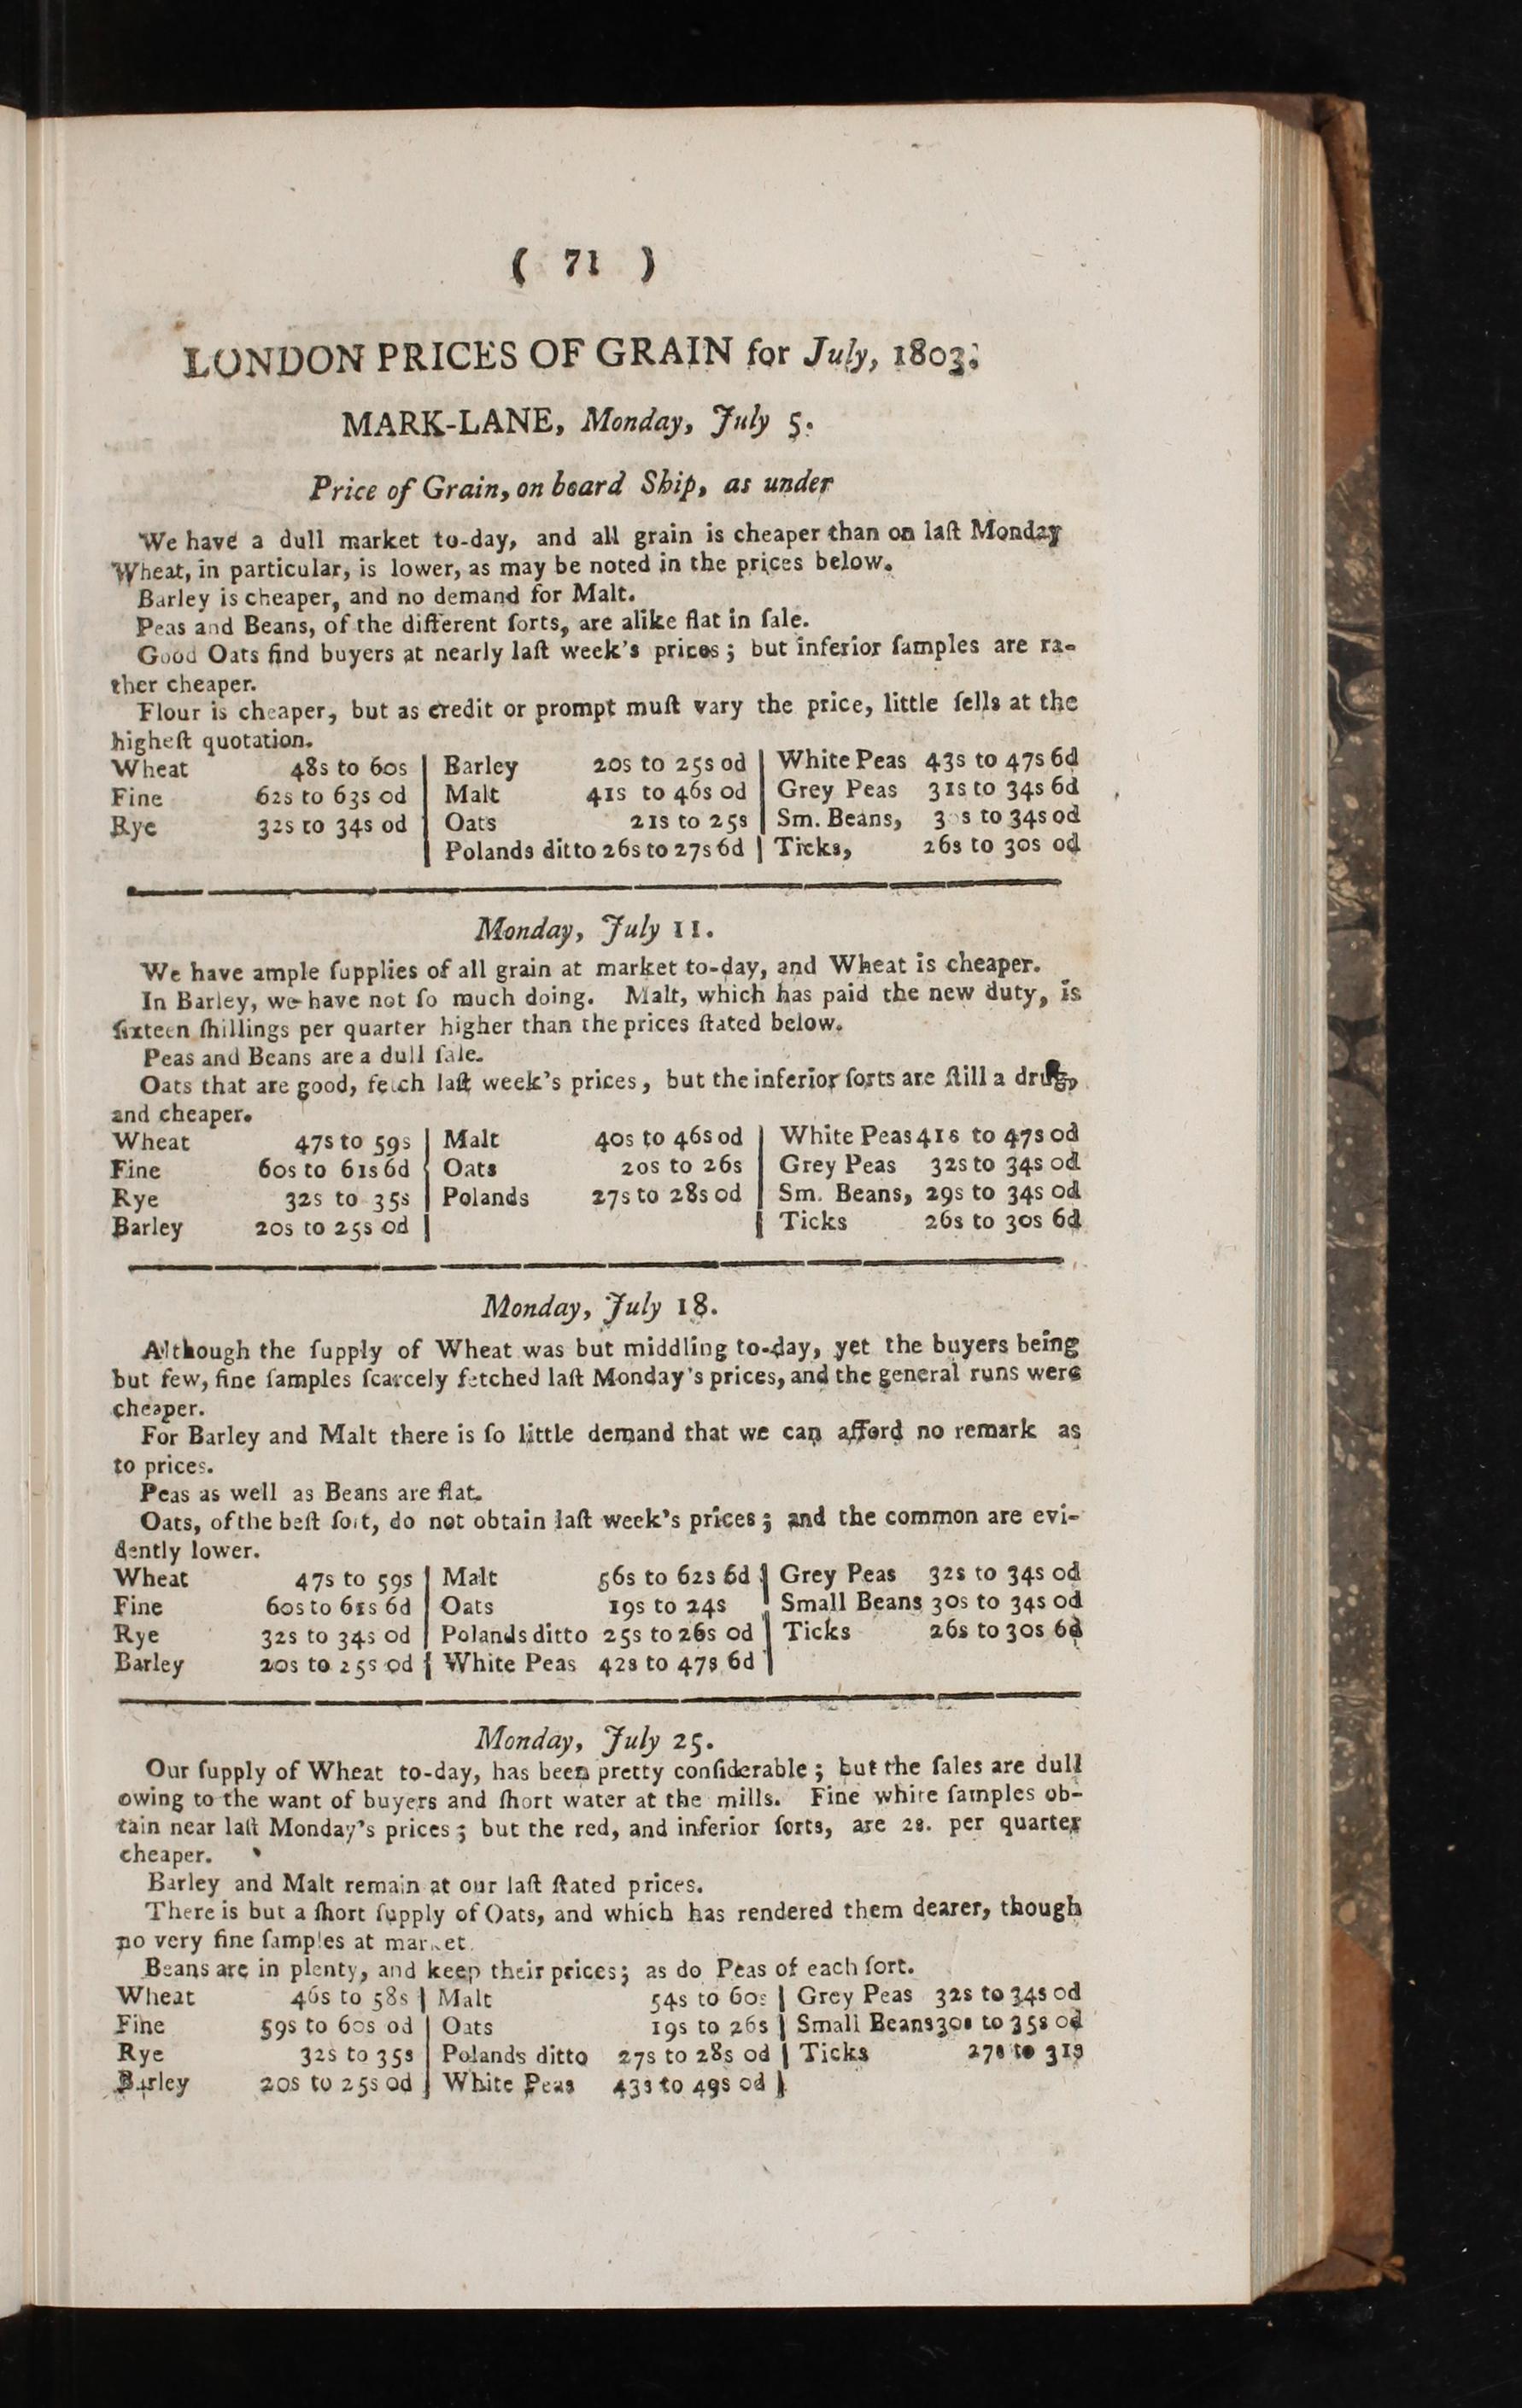 ( 71 )
LONDON PRICES OF GRAIN for July, 1803.
MARK-LANE, Monday, July 5.
Price of Grain, on board Ship, as under
We have a dull market to-day, and all grain is cheaper than on laſt Monday
Wheat, in particular, is lower, as may be noted in the prices below.
Barley is cheaper, and no demand for Malt.
Peas and Beans, of the different ſorts, are alike flat in ſale.
Good Oats find buyers at nearly laſt week's prices; but inferior ſamples are ra-
ther cheaper.
Flour is cheaper, but as credit or prompt muſt vary the price, little ſells at the
higheſt quotation.
Wheat 48s to 60s | Barley 20s to 25s 0d | White Peas 43s to 47s 6d
Fine 62s to 63s 0d | Malt 41s to 46s 0d | Grey Peas 31s to 34s 6d
Rye 32s to 34s 0d | Oats 21s to 25s | Sm. Beans, to 34s 0d
| Polands ditto 26s to 27s 6d | Ticks, 26s to 30s 0d
Monday, July 11.
We have ample ſupplies of all grain at market to-day, and Wheat is cheaper.
In Barley, we have not ſo much doing. Malt, which has paid the new duty, is
ſixteen ſhillings per quarter higher than the prices ſtated below.
Peas and Beans are a dull ſale.
Oats that are good, fetch laſt week's prices, but the inferior ſorts are ſtill a drug,
and cheaper.
Wheat 47s to 59s | Malt 40s to 46s 0d | White Peas 41s to 47s 0d
Fine 60s to 61s 6d | Oats 20s to 26s | Grey Peas 32s to 34s 0d
Rye 32s to 35s | Polands 27s to 28s 0d | Sm. Beans, 29s to 34s 0d
Barley 20s to 25s 0d | | Ticks 26s to 30s 6d
Monday, July 18.
Although the ſupply of Wheat was but middling to-day, yet the buyers being
but few, fine ſamples ſcarcely fetched laſt Monday's prices, and the general runs were
cheaper.
For Barley and Malt there is ſo little demand that we can afford no remark as
to prices.
Peas as well as Beans are flat.
Oats, of the beſt ſort, do not obtain laſt week's prices; and the common are evi-
dently lower.
Wheat 47s to 59s | Malt 56s to 62s 6d | Grey Peas 32s to 34s 0d
Fine 60s to 61s 6d | Oats 19s to 24s | Small Beans 30s to 34s 0d
Rye 32s to 34s 0d | Polands ditto 25s to 26s 0d | Ticks 26s to 30s 6d
Barley 20s to 25s 0d | White Peas 42s to 47s 6d |
Monday, July 25.
Our ſupply of Wheat to-day, has been pretty conſiderable; but the ſales are dull
owing to the want of buyers and ſhort water at the mills. Fine white ſamples ob-
tain near laſt Monday's prices; but the red, and inferior ſorts, are 2s. per quarter
cheaper.
Barley and Malt remain at our laſt ſtated prices.
There is but a ſhort ſupply of Oats, and which has rendered them dearer, though
no very fine ſamples at market.
Beans are in plenty, and keep their prices; as do Peas of each ſort.
Wheat 46s to 58s | Malt 54s to 60s | Grey Peas 32s to 34s 0d
Fine 59s to 60s 0d | Oats 19s to 26s | Small Beans 30s to 35s 0d
Rye 32s to 35s | Polands ditto 27s to 28s 0d | Ticks 27s to 31s
Barley 20s to 25s 0d | White Peas 43s to 49s 0d |